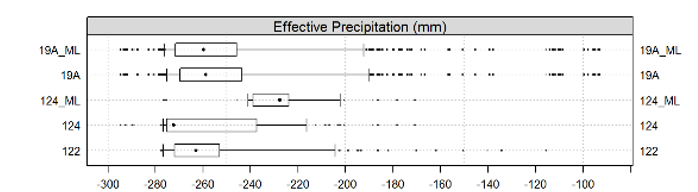 Effective Precipitation (mm)
19A_ML 19A_ML
19A 19A
124_ML 124_ML
124 124
122 122
-300 -280 -260 -240 -220 -200 -180 -160 -140 -120 -100